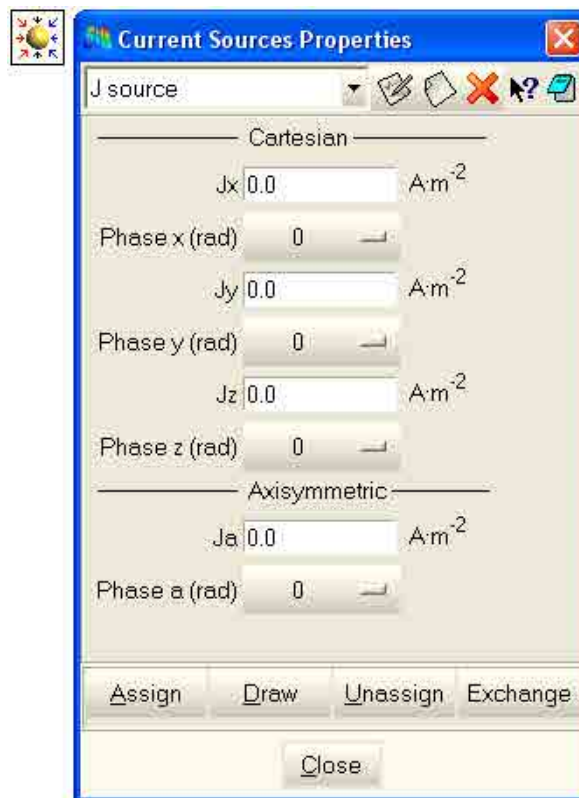 Current Sources Properties
J source
Cartesian
Jx 0.0 A·m⁻²
Phase x (rad) 0
Jy 0.0 A·m⁻²
Phase y (rad) 0
Jz 0.0 A·m⁻²
Phase z (rad) 0
Axisymmetric
Ja 0.0 A·m⁻²
Phase a (rad) 0
Assign Draw Unassign Exchange
Close